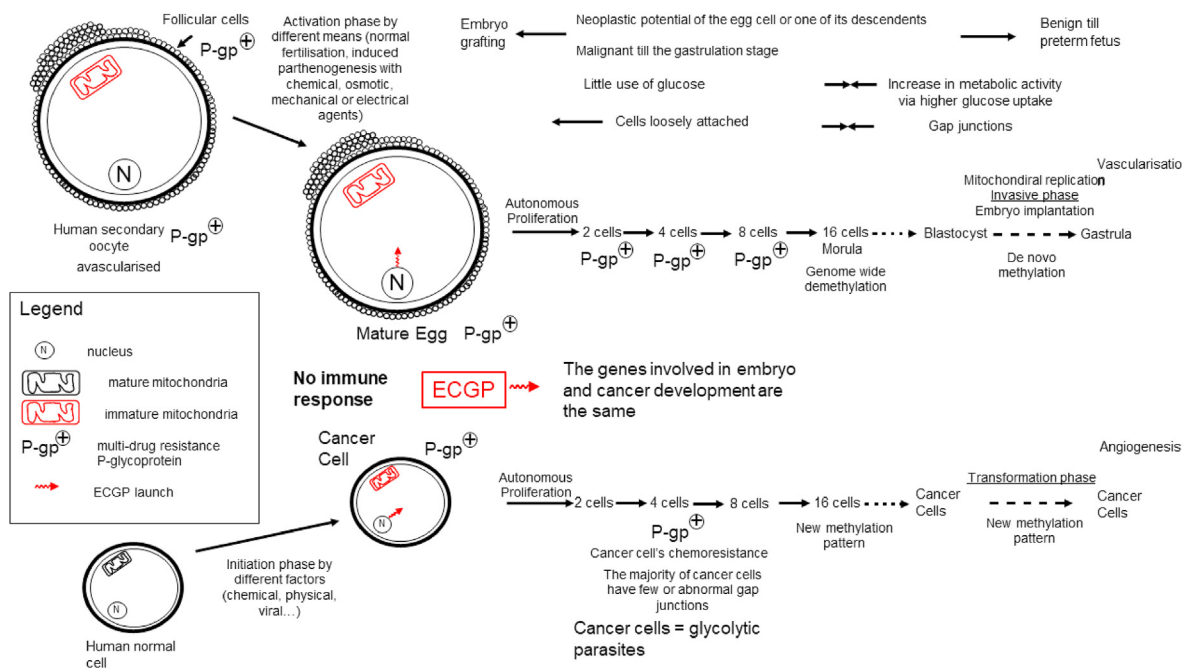 Follicular cells
P-gp⊕
Activation phase by
different means (normal
fertilisation, induced
parthenogenesis with
chemical, osmotic,
mechanical or electrical
agents)
Embryo
grafting
Neoplastic potential of the egg cell or one of its descendents
Malignant till the gastrulation stage
Benign till
preterm fetus
Little use of glucose
Increase in metabolic activity
via higher glucose uptake
Cells loosely attached
Gap junctions
N
Human secondary
oocyte
avascularised
P-gp⊕
N
Mature Egg P-gp⊕
Autonomous
Proliferation
2 cells
P-gp⊕
4 cells
P-gp⊕
8 cells
P-gp⊕
16 cells
Morula
Genome wide
demethylation
Blastocyst
Vascularisation
Mitochondiral replication
Invasive phase
Embryo implantation
De novo
methylation
Gastrula
Legend
N nucleus
mature mitochondria
immature mitochondria
P-gp⊕ multi-drug resistance
P-glycoprotein
ECGP launch
No immune
response
ECGP
The genes involved in embryo
and cancer development are
the same
Cancer
Cell
P-gp⊕
N
Initiation phase by
different factors
(chemical, physical,
viral…)
N
Human normal
cell
Autonomous
Proliferation
2 cells
4 cells
P-gp⊕
8 cells
16 cells
New methylation
pattern
Cancer
Cells
Angiogenesis
Transformation phase
New methylation
pattern
Cancer
Cells
Cancer cell's chemoresistance
The majority of cancer cells
have few or abnormal gap
junctions
Cancer cells = glycolytic
parasites